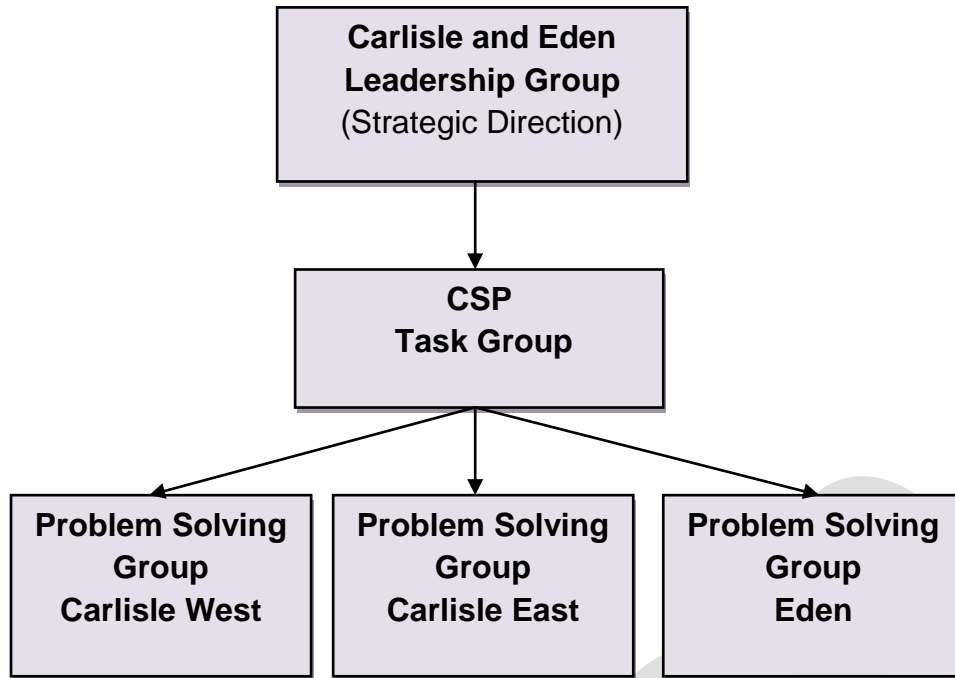 Carlisle and Eden
Leadership Group
(Strategic Direction)
CSP
Task Group
Problem Solving
Group
Carlisle West
Problem Solving
Group
Carlisle East
Problem Solving
Group
Eden